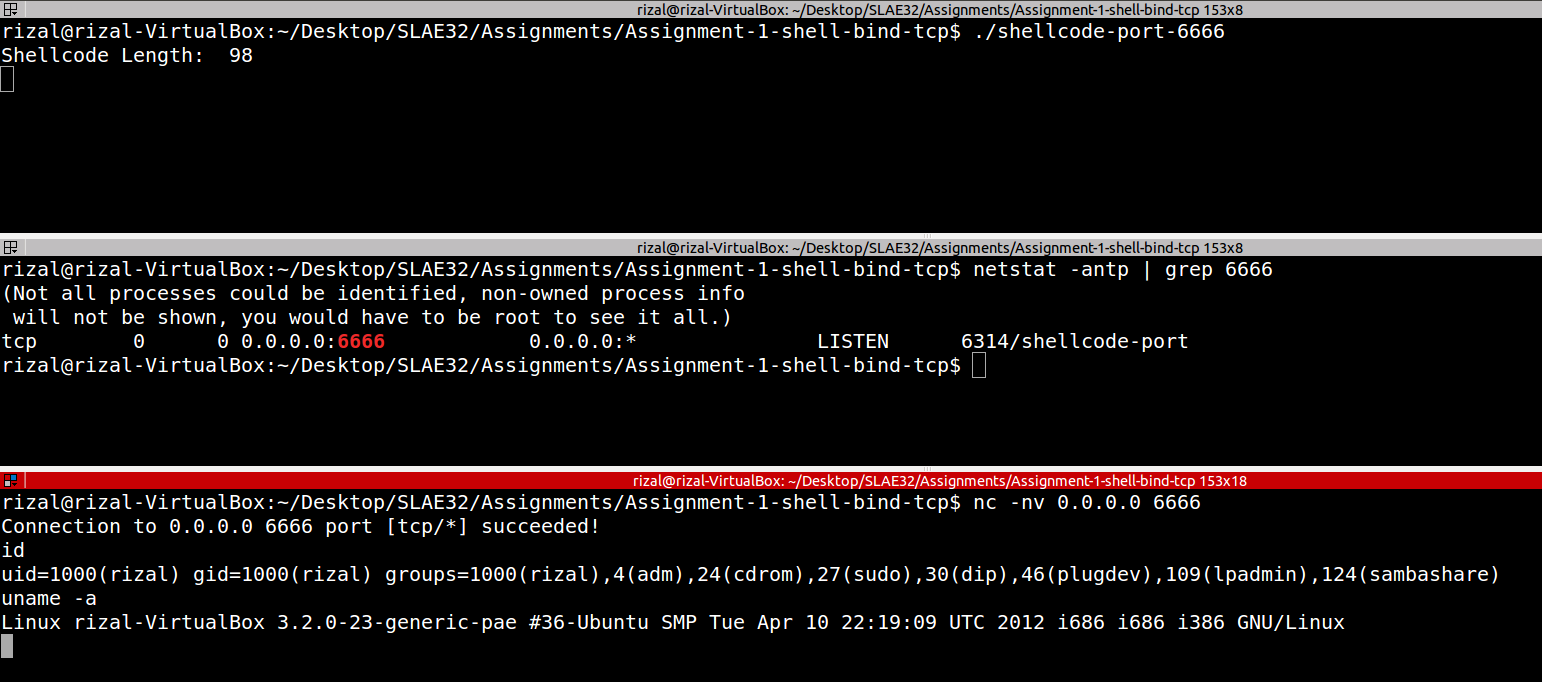 rizal@rizal-VirtualBox: ~/Desktop/SLAE32/Assignments/Assignment-1-shell-bind-tcp 153x8
rizal@rizal-VirtualBox:~/Desktop/SLAE32/Assignments/Assignment-1-shell-bind-tcp$ ./shellcode-port-6666
Shellcode Length:  98
rizal@rizal-VirtualBox: ~/Desktop/SLAE32/Assignments/Assignment-1-shell-bind-tcp 153x8
rizal@rizal-VirtualBox:~/Desktop/SLAE32/Assignments/Assignment-1-shell-bind-tcp$ netstat -antp | grep 6666
(Not all processes could be identified, non-owned process info
 will not be shown, you would have to be root to see it all.)
tcp        0      0 0.0.0.0:6666            0.0.0.0:*               LISTEN      6314/shellcode-port
rizal@rizal-VirtualBox:~/Desktop/SLAE32/Assignments/Assignment-1-shell-bind-tcp$
rizal@rizal-VirtualBox: ~/Desktop/SLAE32/Assignments/Assignment-1-shell-bind-tcp 153x18
rizal@rizal-VirtualBox:~/Desktop/SLAE32/Assignments/Assignment-1-shell-bind-tcp$ nc -nv 0.0.0.0 6666
Connection to 0.0.0.0 6666 port [tcp/*] succeeded!
id
uid=1000(rizal) gid=1000(rizal) groups=1000(rizal),4(adm),24(cdrom),27(sudo),30(dip),46(plugdev),109(lpadmin),124(sambashare)
uname -a
Linux rizal-VirtualBox 3.2.0-23-generic-pae #36-Ubuntu SMP Tue Apr 10 22:19:09 UTC 2012 i686 i686 i386 GNU/Linux